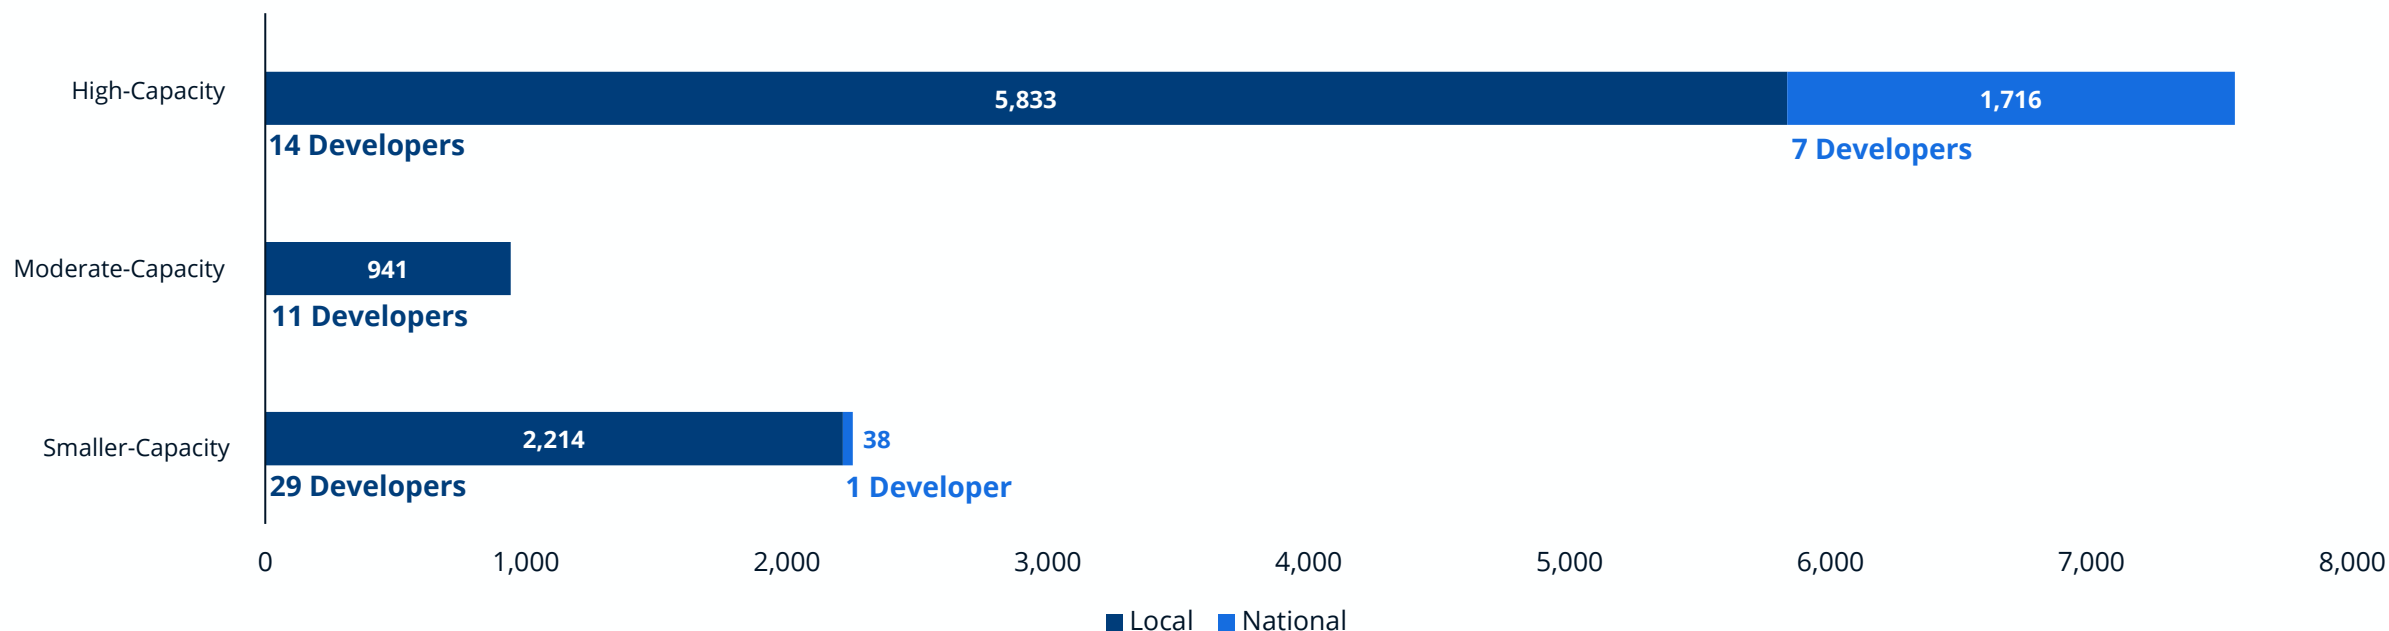 High-Capacity
5,833
1,716
14 Developers
7 Developers
Moderate-Capacity
941
11 Developers
Smaller-Capacity
2,214
38
29 Developers
1 Developer
0 1,000 2,000 3,000 4,000 5,000 6,000 7,000 8,000
Local National